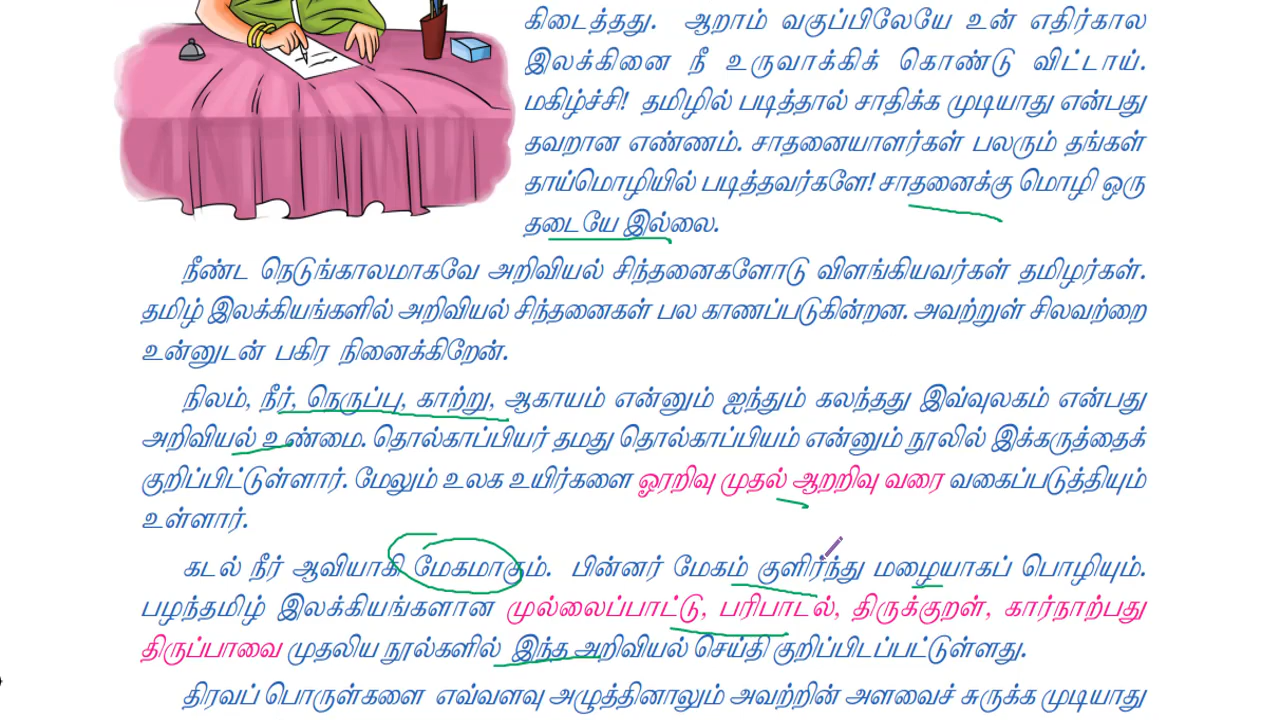 கிடைத்தது. ஆறாம் வகுப்பிலேயே உன் எதிர்கால
இலக்கினை நீ உருவாக்கிக் கொண்டு விட்டாய்.
மகிழ்ச்சி! தமிழில் படித்தால் சாதிக்க முடியாது என்பது
தவறான எண்ணம். சாதனையாளர்கள் பலரும் தங்கள்
தாய்மொழியில் படித்தவர்களே! சாதனைக்கு மொழி ஒரு
தடையே இல்லை.
நீண்ட நெடுங்காலமாகவே அறிவியல் சிந்தனைகளோடு விளங்கியவர்கள் தமிழர்கள்.
தமிழ் இலக்கியங்களில் அறிவியல் சிந்தனைகள் பல காணப்படுகின்றன. அவற்றுள் சிலவற்றை
உன்னுடன் பகிர நினைக்கிறேன்.
நிலம், நீர், நெருப்பு, காற்று, ஆகாயம் என்னும் ஐந்தும் கலந்தது இவ்வுலகம் என்பது
அறிவியல் உண்மை. தொல்காப்பியர் தமது தொல்காப்பியம் என்னும் நூலில் இக்கருத்தைக்
குறிப்பிட்டுள்ளார். மேலும் உலக உயிர்களை ஓரறிவு முதல் ஆறறிவு வரை வகைப்படுத்தியும்
உள்ளார்.
கடல் நீர் ஆவியாகி மேகமாகும். பின்னர் மேகம் குளிர்ந்து மழையாகப் பொழியும்.
பழந்தமிழ் இலக்கியங்களான முல்லைப்பாட்டு, பரிபாடல், திருக்குறள், கார்நாற்பது
திருப்பாவை முதலிய நூல்களில் இந்த அறிவியல் செய்தி குறிப்பிடப்பட்டுள்ளது.
திரவப் பொருள்களை எவ்வளவு அழுத்தினாலும் அவற்றின் அளவைச் சுருக்க முடியாது